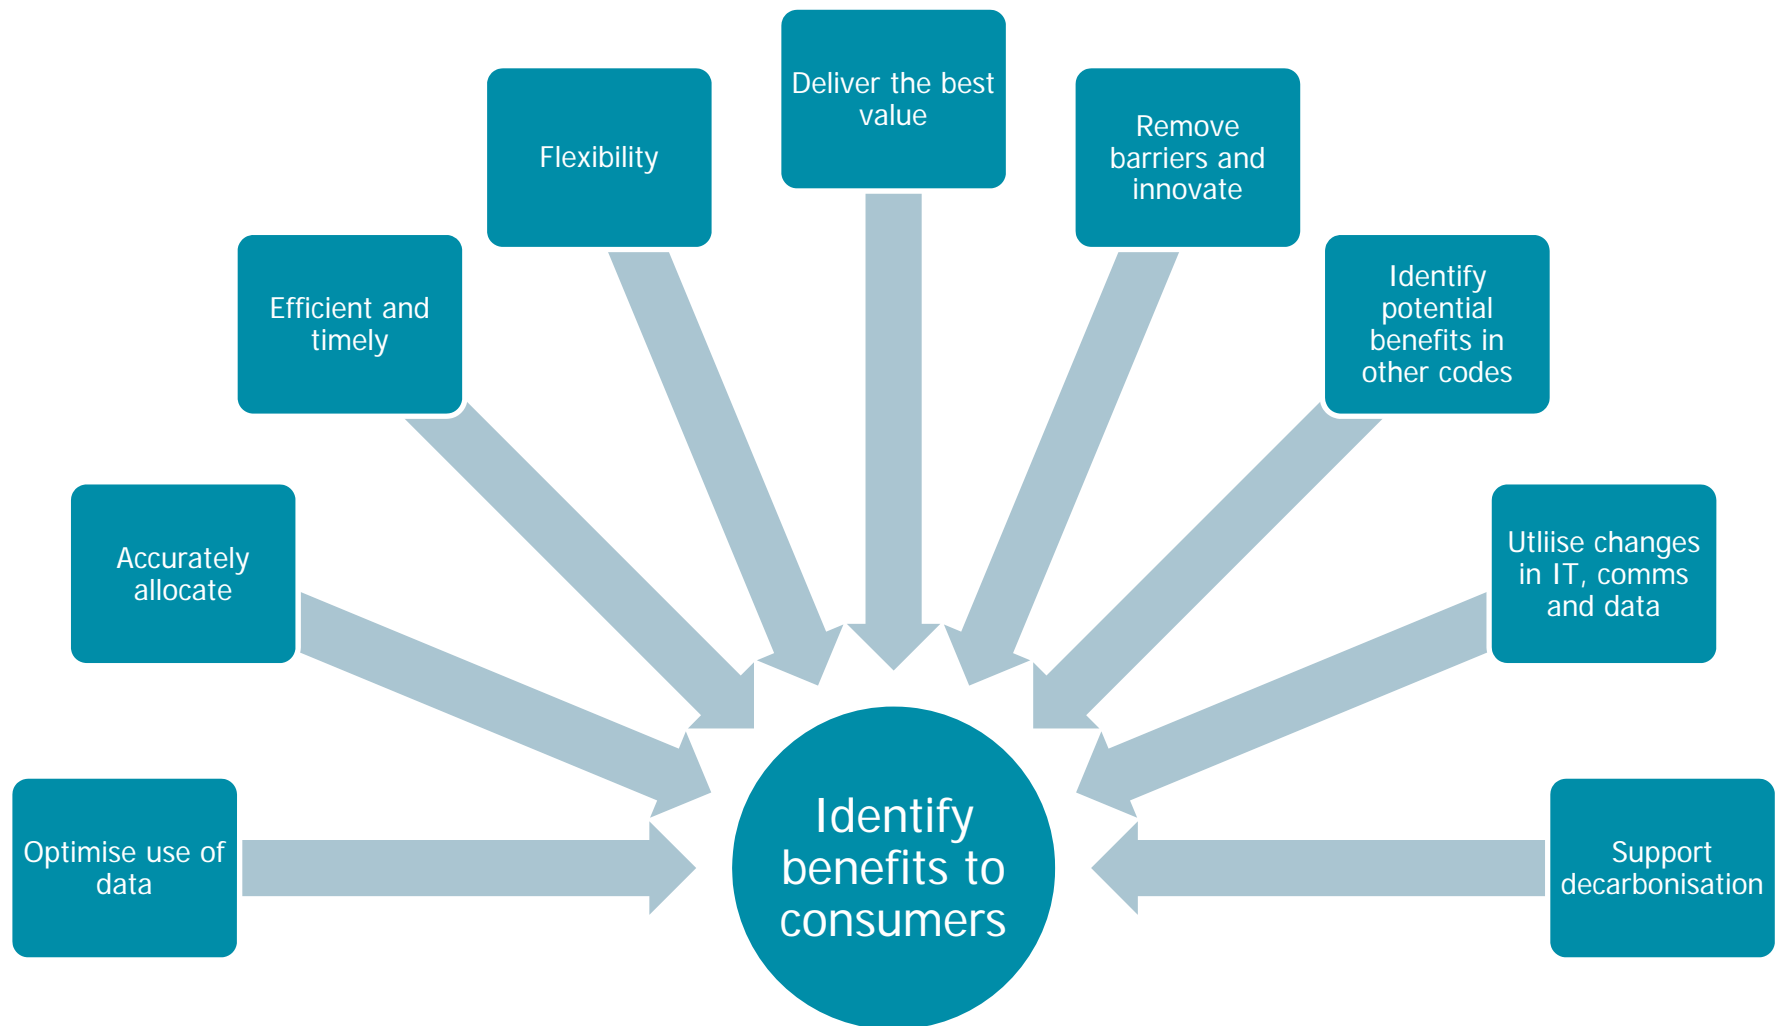 Deliver the best
value
Flexibility
Remove
barriers and
innovate
Efficient and
timely
Identify
potential
benefits in
other codes
Accurately
allocate
Utliise changes
in IT, comms
and data
Optimise use of
data
Identify
benefits to
consumers
Support
decarbonisation